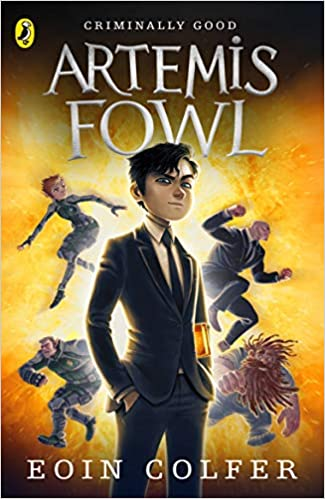 CRIMINALLY GOOD
ARTEMiS
FOWL
EOIN COLFER